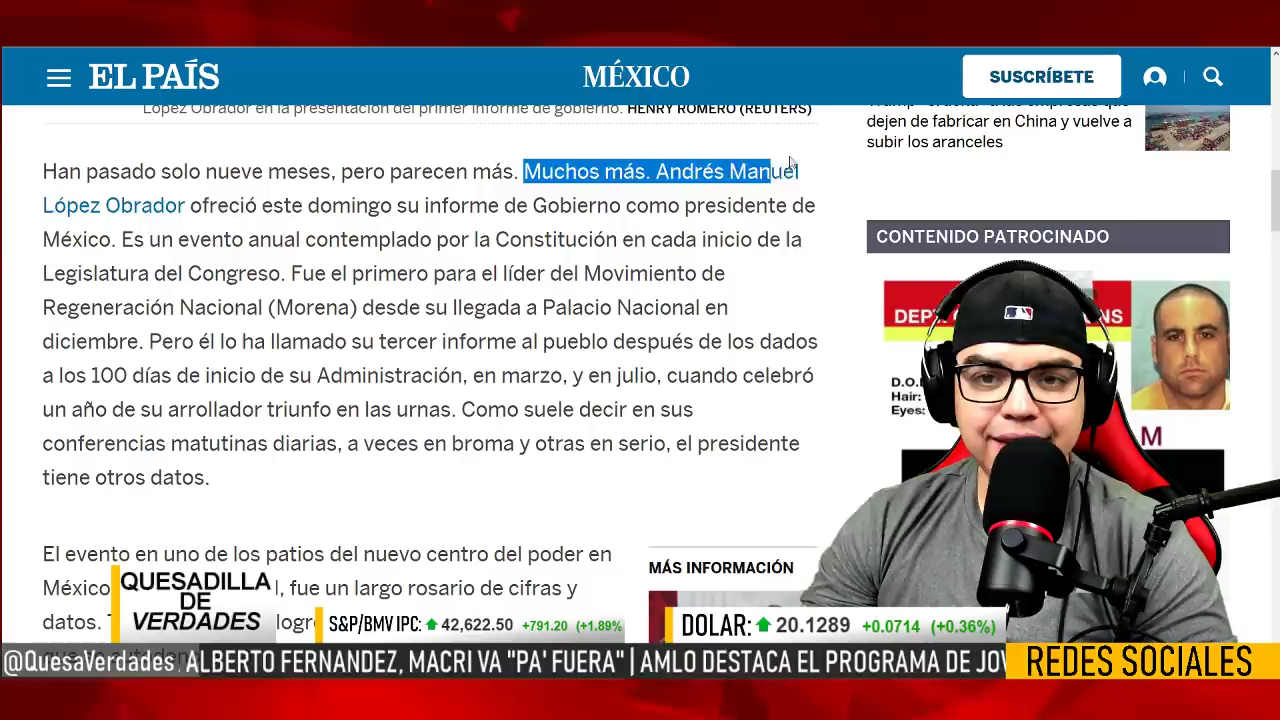 EL PAÍS
MÉXICO
SUSCRÍBETE
López Obrador en la presentación del primer informe de gobierno. HENRY ROMERO (REUTERS)
dejen de fabricar en China y vuelve a
subir los aranceles
Han pasado solo nueve meses, pero parecen más. Muchos más. Andrés Manuel
López Obrador ofreció este domingo su informe de Gobierno como presidente de
México. Es un evento anual contemplado por la Constitución en cada inicio de la
Legislatura del Congreso. Fue el primero para el líder del Movimiento de
Regeneración Nacional (Morena) desde su llegada a Palacio Nacional en
diciembre. Pero él lo ha llamado su tercer informe al pueblo después de los dados
a los 100 días de inicio de su Administración, en marzo, y en julio, cuando celebró
un año de su arrollador triunfo en las urnas. Como suele decir en sus
conferencias matutinas diarias, a veces en broma y otras en serio, el presidente
tiene otros datos.
CONTENIDO PATROCINADO
DEPT
NS
D.O.
Hair:
Eyes:
M
El evento en uno de los patios del nuevo centro del poder en
México, fue un largo rosario de cifras y
datos.
MÁS INFORMACIÓN
QUESADILLA
DE
VERDADES
S&P/BMV IPC: 42,622.50 +791.20 (+1.89%)
DOLAR: 20.1289 +0.0714 (+0.36%)
@QuesaVerdades. ALBERTO FERNANDEZ, MACRI VA "PA' FUERA" | AMLO DESTACA EL PROGRAMA DE JOV
REDES SOCIALES